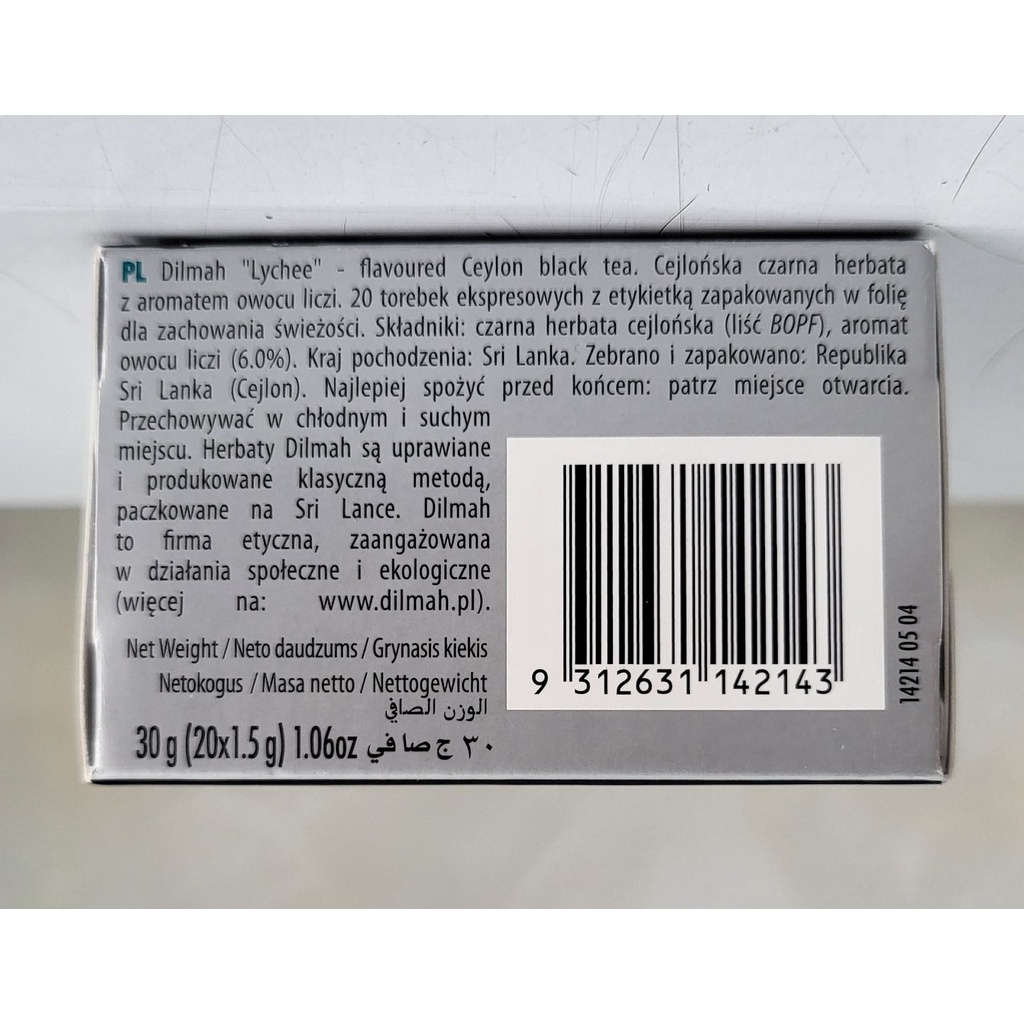 PL Dilmah "Lychee" - flavoured Ceylon black tea. Cejlońska czarna herbata
z aromatem owocu liczi. 20 torebek ekspresowych z etykietką zapakowanych w folię
dla zachowania świeżości. Składniki: czarna herbata cejlońska (liść BOPF), aromat
owocu liczi (6.0%). Kraj pochodzenia: Sri Lanka. Zebrano i zapakowano: Republika
Sri Lanka (Cejlon). Najlepiej spożyć przed końcem: patrz miejsce otwarcia.
Przechowywać w chłodnym i suchym
miejscu. Herbaty Dilmah są uprawiane
i produkowane klasyczną metodą,
paczkowane na Sri Lance. Dilmah
to firma etyczna, zaangażowana
w działania społeczne i ekologiczne
(więcej na: www.dilmah.pl).
Net Weight / Neto daudzums / Grynasis kiekis
Netokogus / Masa netto / Nettogewicht
الوزن الصافي
30 g (20x1.5 g) 1.06oz ٣٠ ج صافي
9 312631 142143
14214 05 04